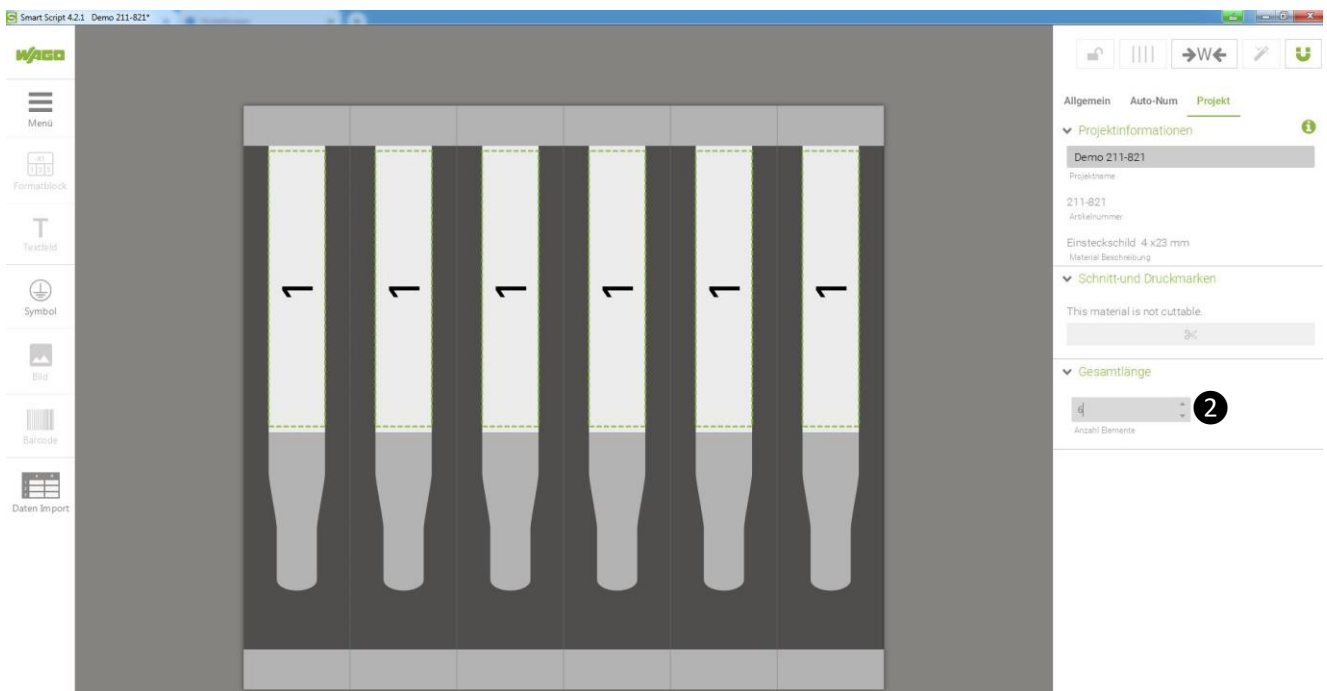 Smart Script 4.2.1 Demo 211-821*
WAGO
Menü
Formatblock
Textfeld
Symbol
Bild
Barcode
Daten Import
1 1 1 1 1 1
W
Allgemein Auto-Num Projekt
Projektinformationen
Demo 211-821
Projektname
211-821
Artikelnummer
Einsteckschild 4 x23 mm
Material Beschreibung
Schnitt-und Druckmarken
This material is not cuttable.
Gesamtlänge
6
2
Anzahl Elemente